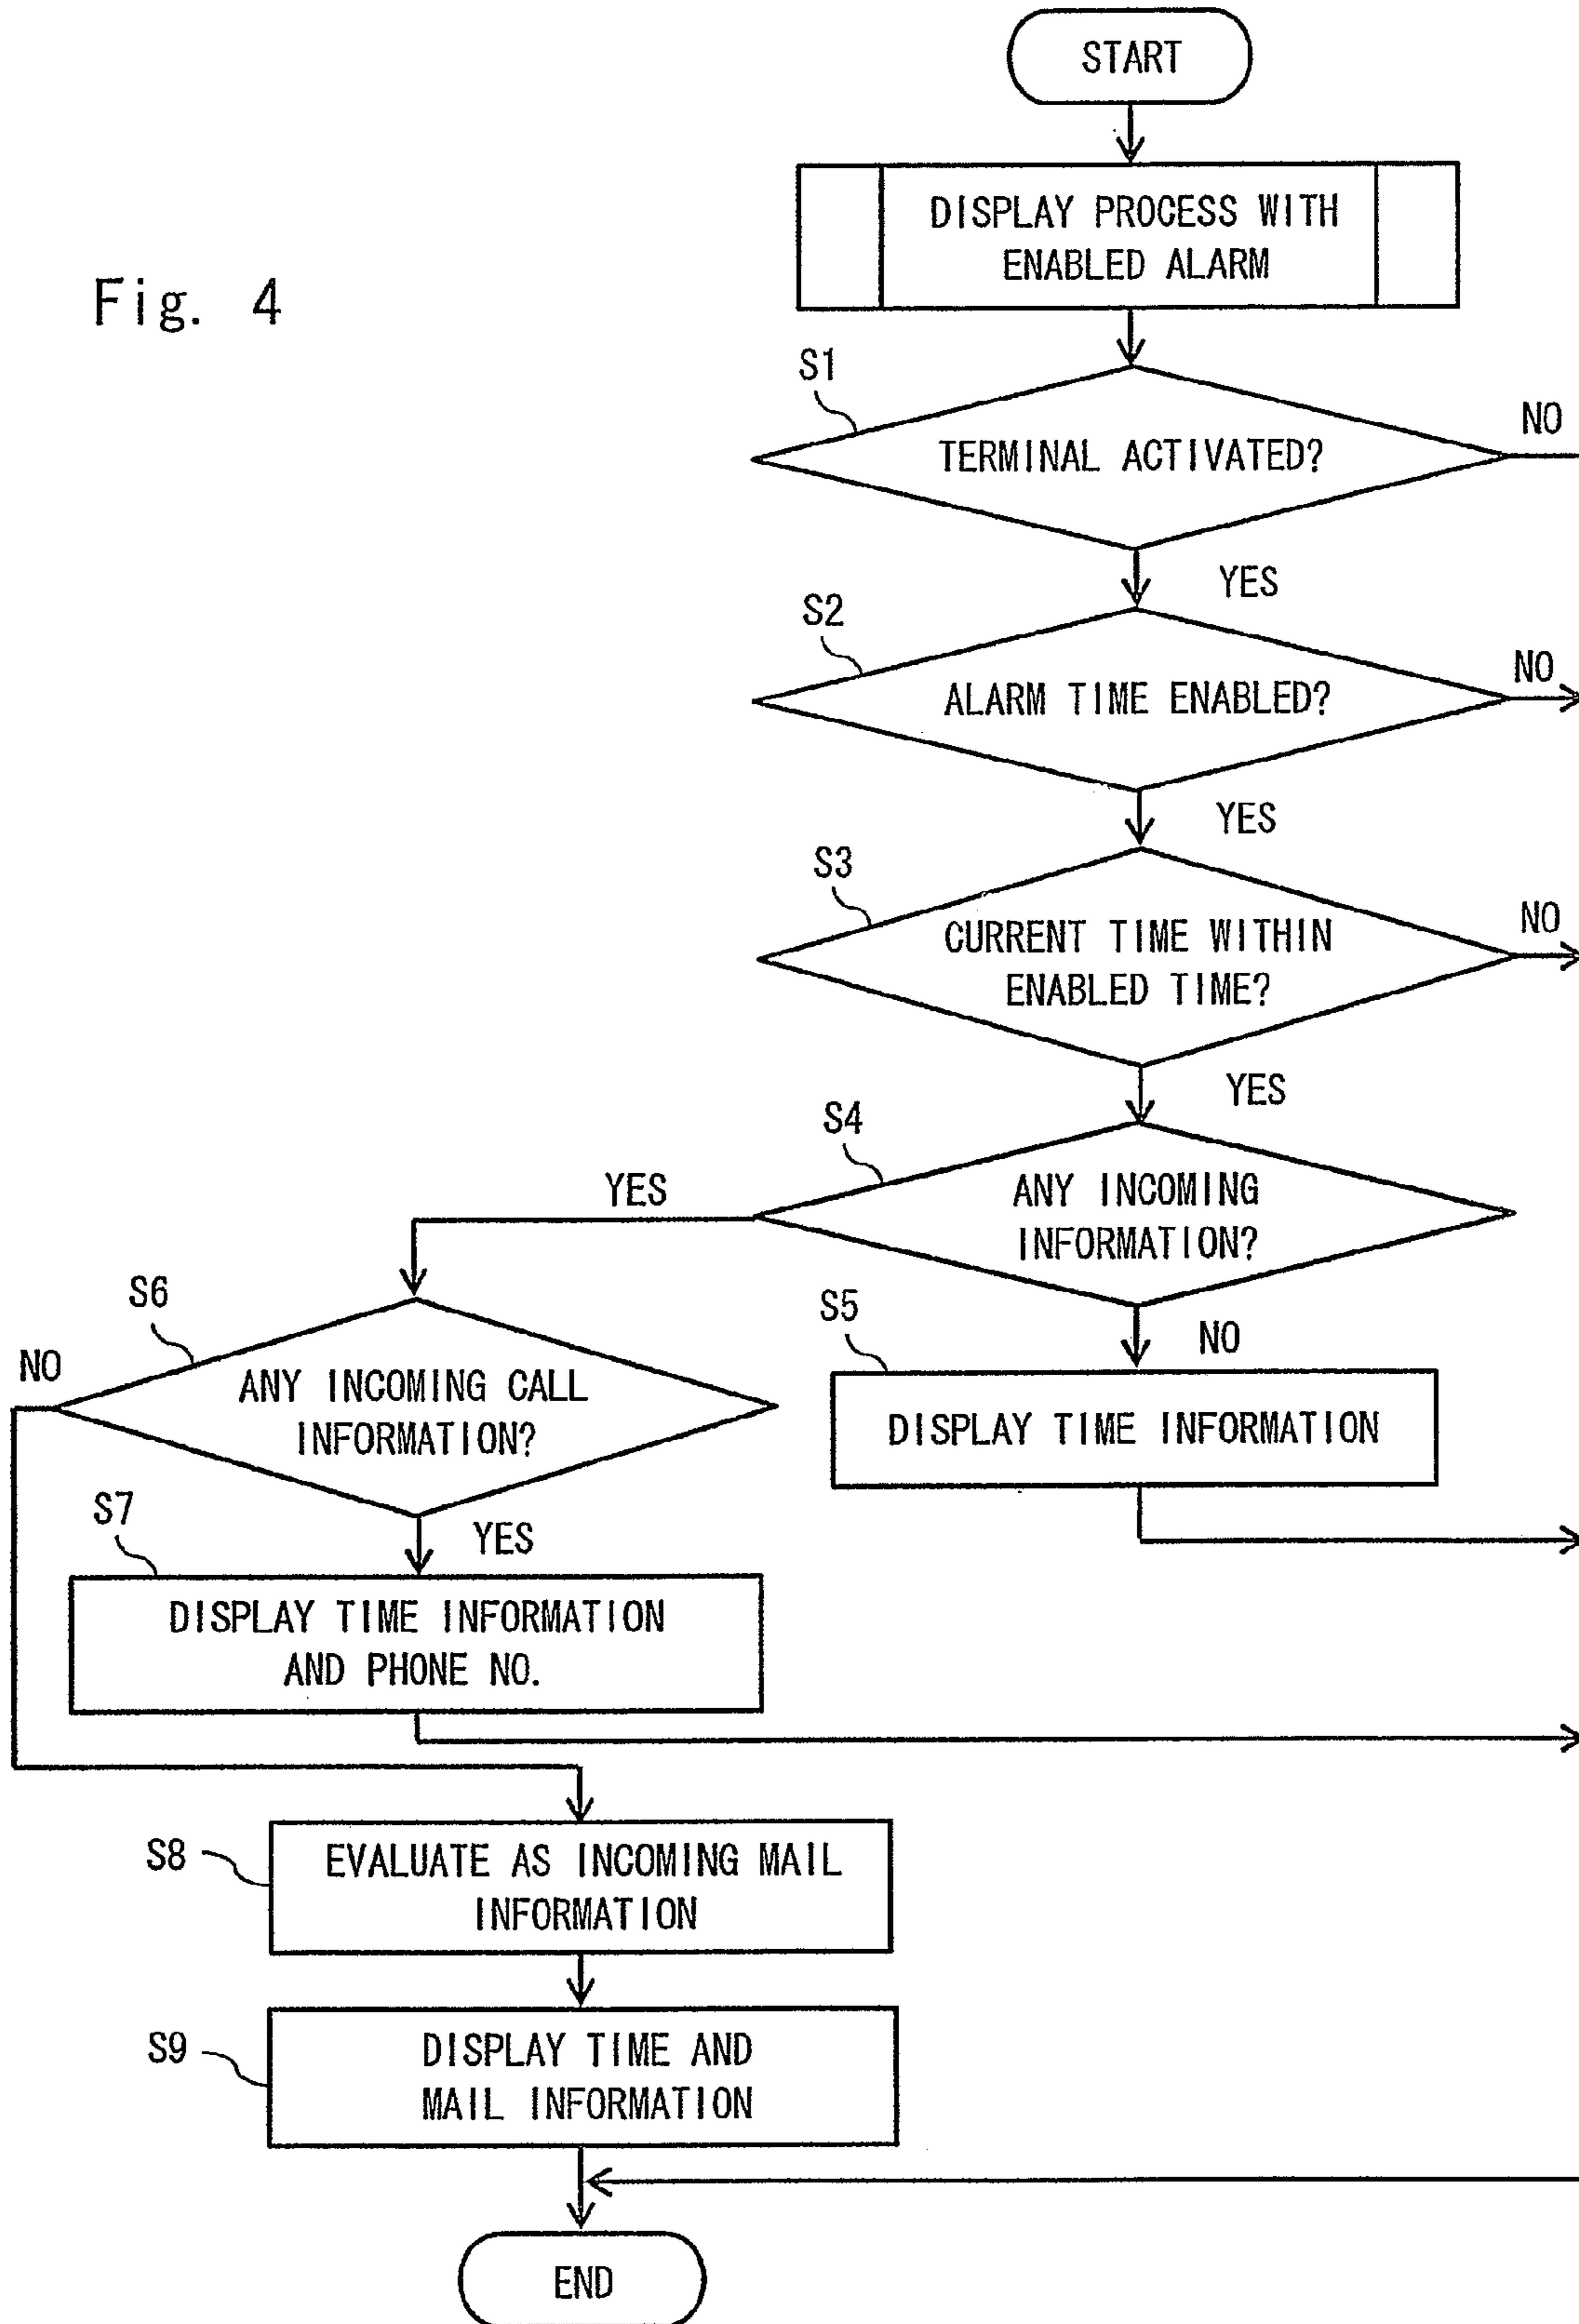 START
DISPLAY PROCESS WITH
ENABLED ALARM
Fig. 4
S1
NO
TERMINAL ACTIVATED?
YES
S2
NO
ALARM TIME ENABLED?
YES
S3
NO
CURRENT TIME WITHIN
ENABLED TIME?
YES
S4
YES
ANY INCOMING
INFORMATION?
S6
S5
NO
NO
ANY INCOMING CALL
INFORMATION?
DISPLAY TIME INFORMATION
S7
YES
DISPLAY TIME INFORMATION
AND PHONE NO.
S8
EVALUATE AS INCOMING MAIL
INFORMATION
S9
DISPLAY TIME AND
MAIL INFORMATION
END